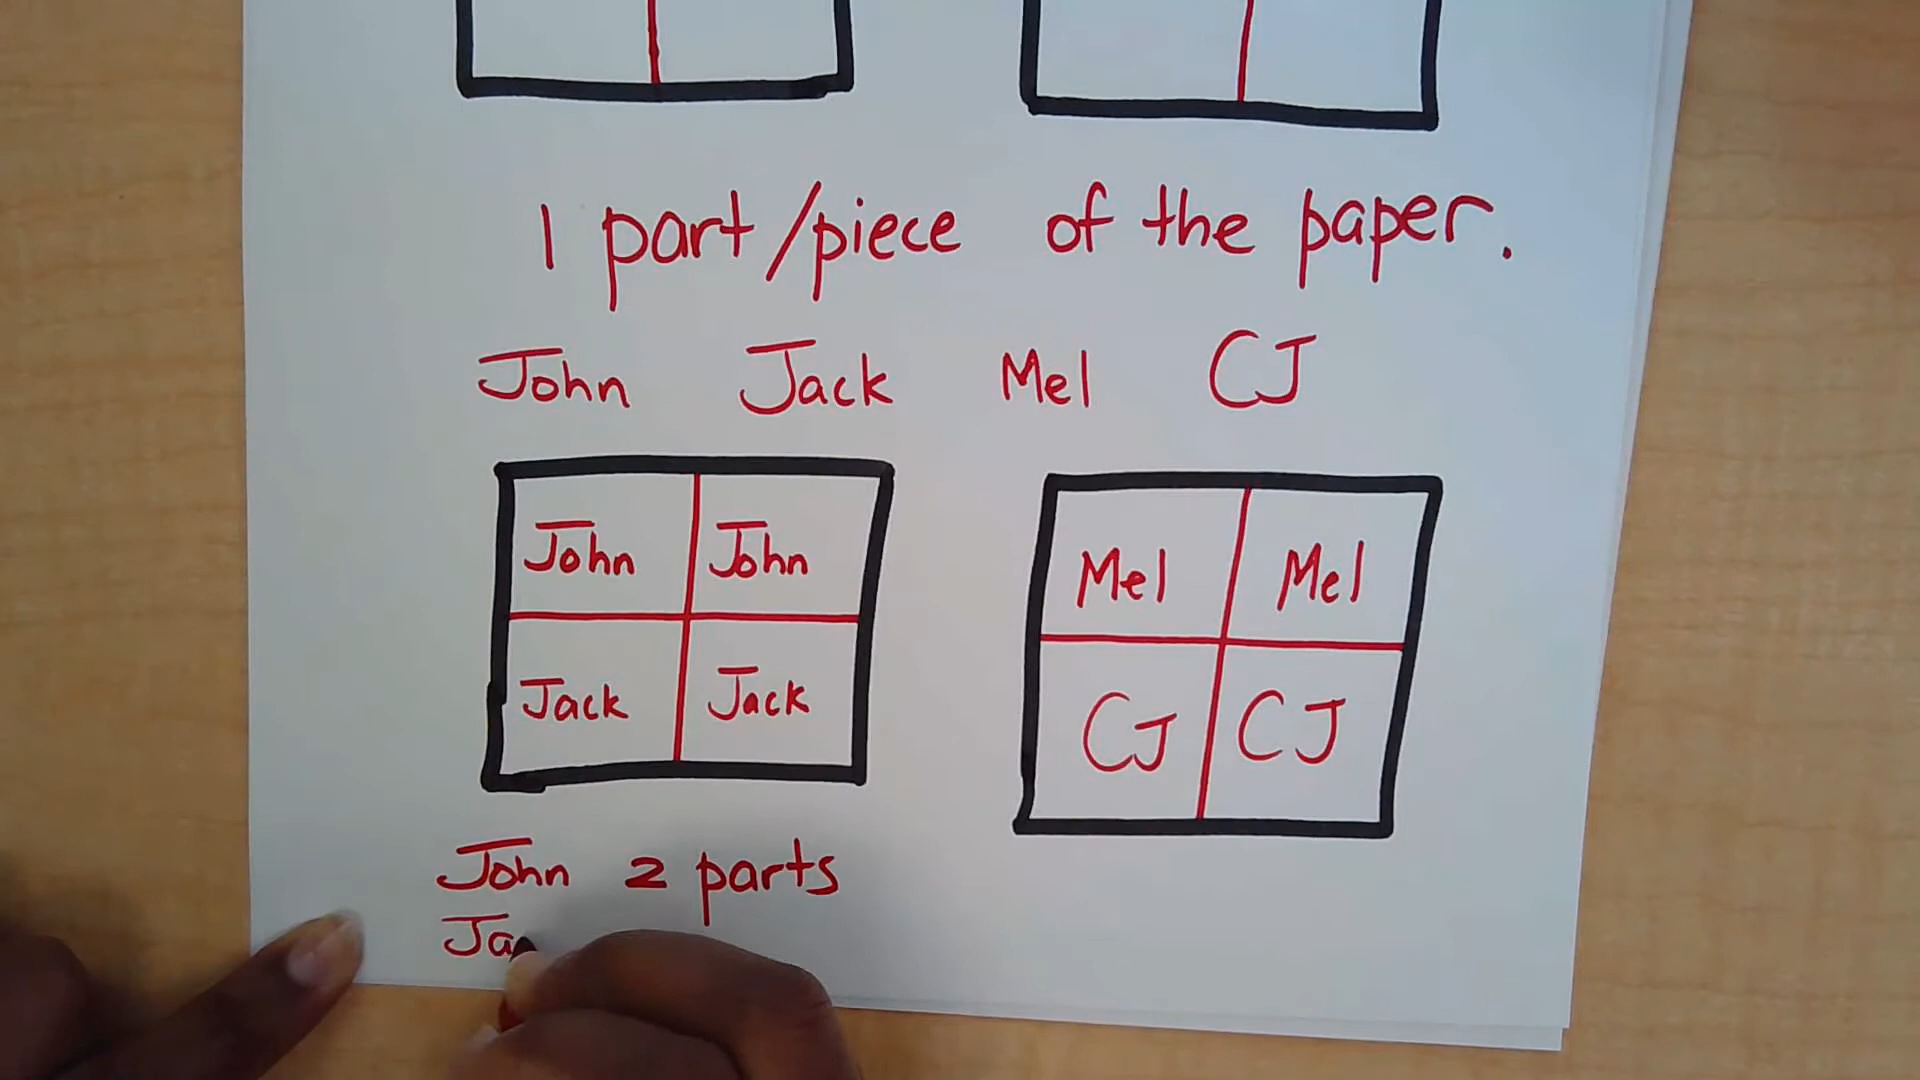 1 part/piece of the paper.
John Jack Mel CJ
John John Mel Mel
Jack Jack CJ CJ
John 2 parts
Ja